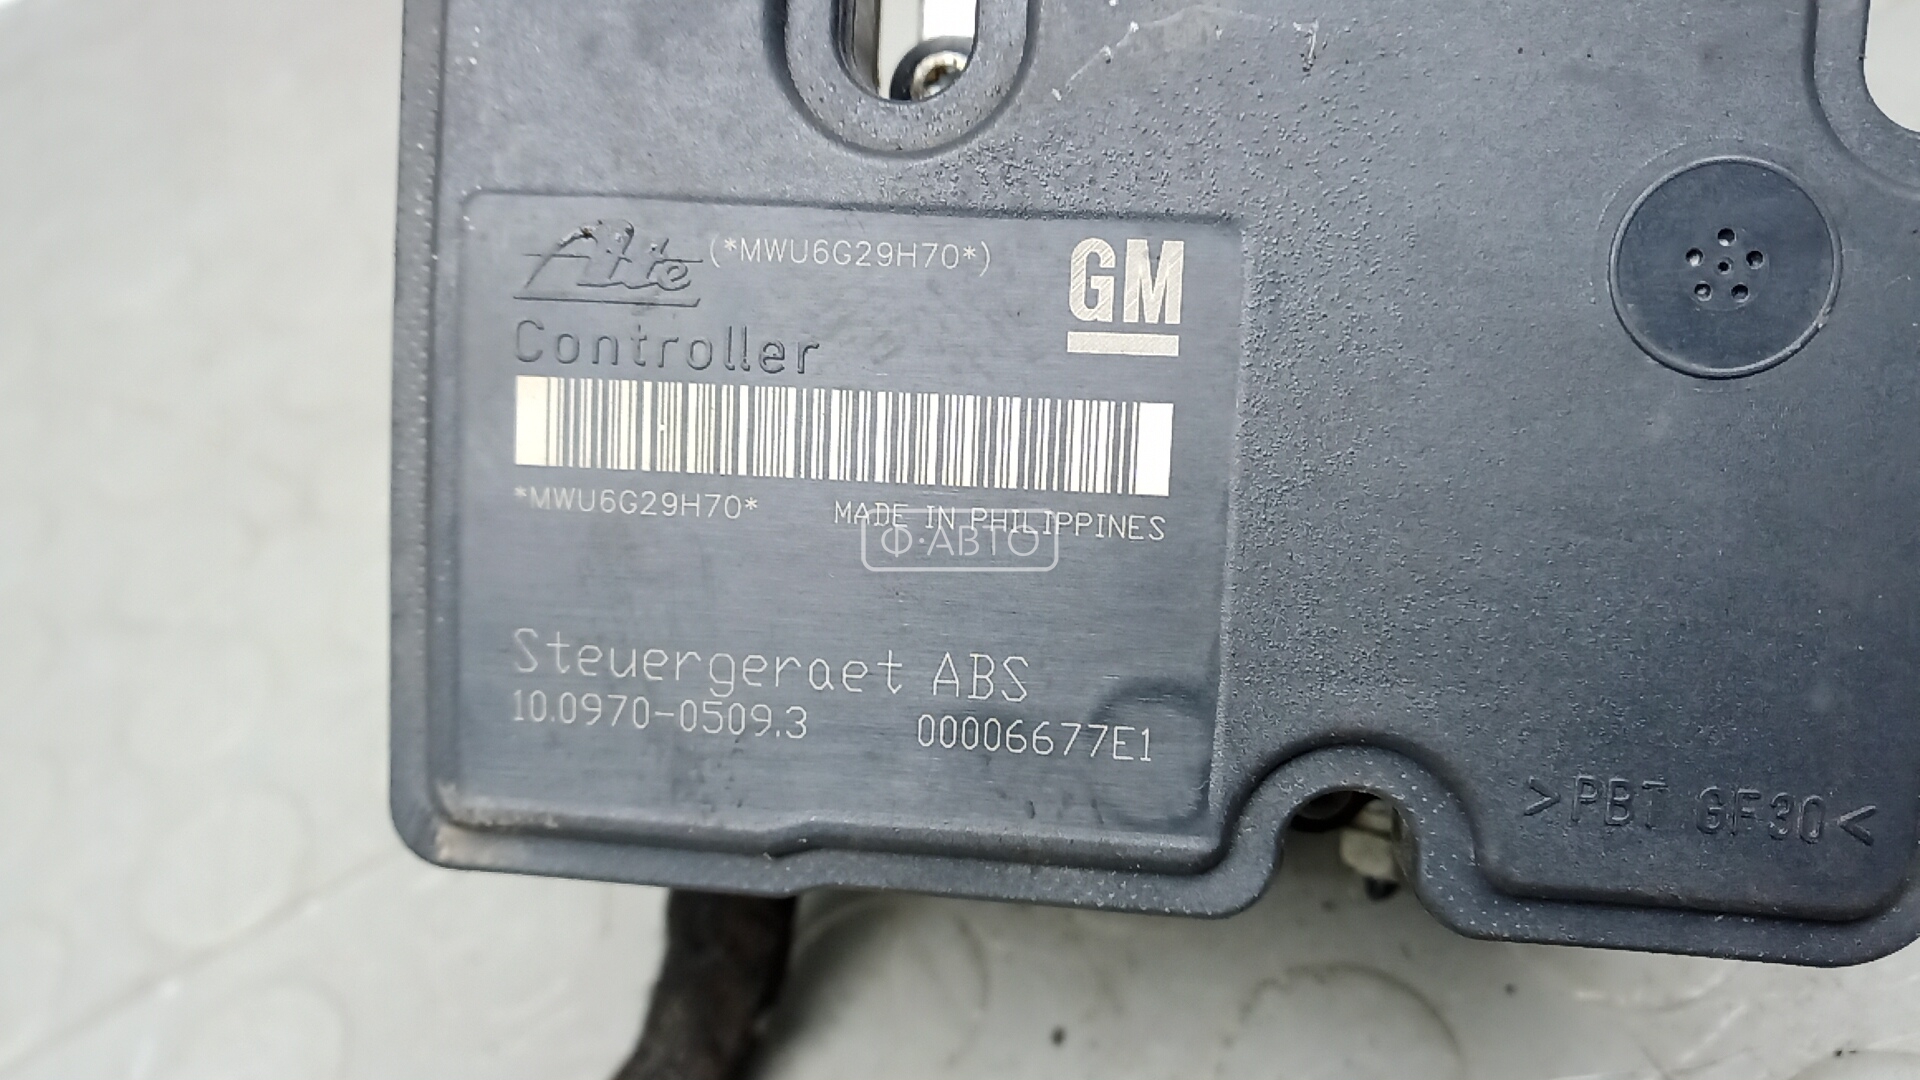 Ate (*MWU6G29H70*) GM
Controller
*MWU6G29H70* MADE IN PHILIPPINES
Ф·АВТО
Steuergeraet ABS
10.0970-0509.3 00006677E1
>PBT GF30<